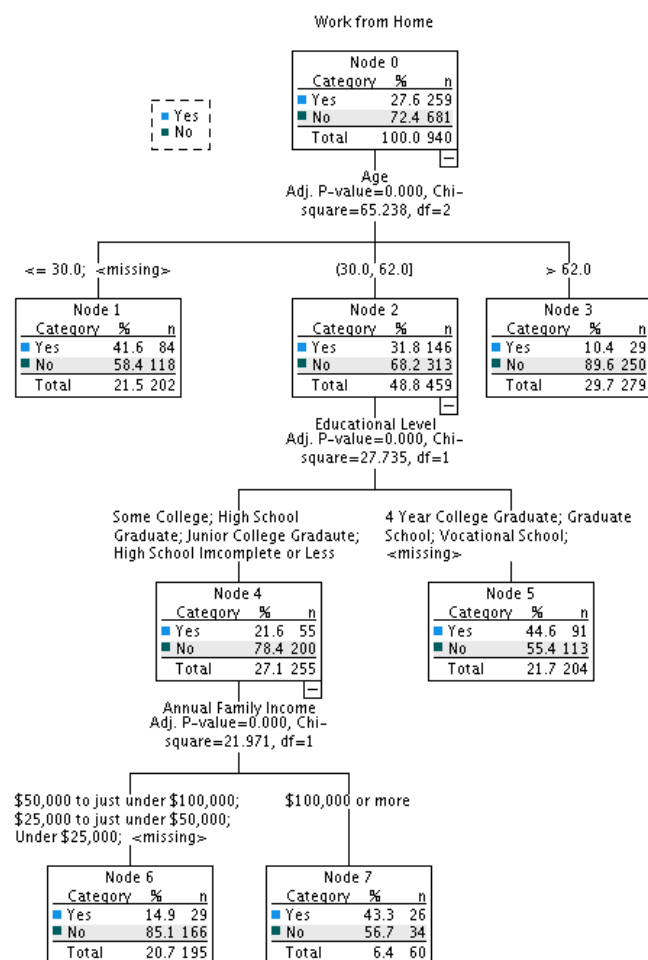 Work from Home
Node 0
Category % n
Yes 27.6 259
No 72.4 681
Total 100.0 940
Yes
No
Age
Adj. P-value=0.000, Chi-
square=65.238, df=2
<= 30.0; <missing>
(30.0, 62.0]
> 62.0
Node 1
Category % n
Yes 41.6 84
No 58.4 118
Total 21.5 202
Node 2
Category % n
Yes 31.8 146
No 68.2 313
Total 48.8 459
Node 3
Category % n
Yes 10.4 29
No 89.6 250
Total 29.7 279
Educational Level
Adj. P-value=0.000, Chi-
square=27.735, df=1
Some College; High School
Graduate; Junior College Gradaute;
High School Imcomplete or Less
4 Year College Graduate; Graduate
School; Vocational School;
<missing>
Node 4
Category % n
Yes 21.6 55
No 78.4 200
Total 27.1 255
Node 5
Category % n
Yes 44.6 91
No 55.4 113
Total 21.7 204
Annual Family Income
Adj. P-value=0.000, Chi-
square=21.971, df=1
$50,000 to just under $100,000;
$25,000 to just under $50,000;
Under $25,000; <missing>
$100,000 or more
Node 6
Category % n
Yes 14.9 29
No 85.1 166
Total 20.7 195
Node 7
Category % n
Yes 43.3 26
No 56.7 34
Total 6.4 60